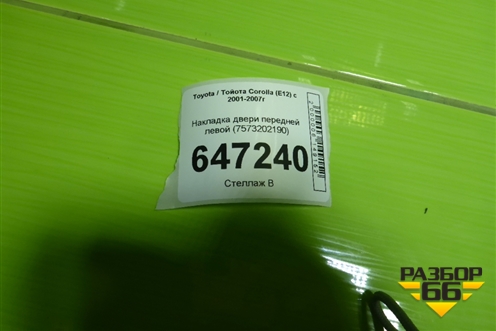 Toyota / Тойота Corolla (E12) с
2001-2007г
Накладка двери передней
левой (7573202190)
647240
Стеллаж В
РАЗБОР
66